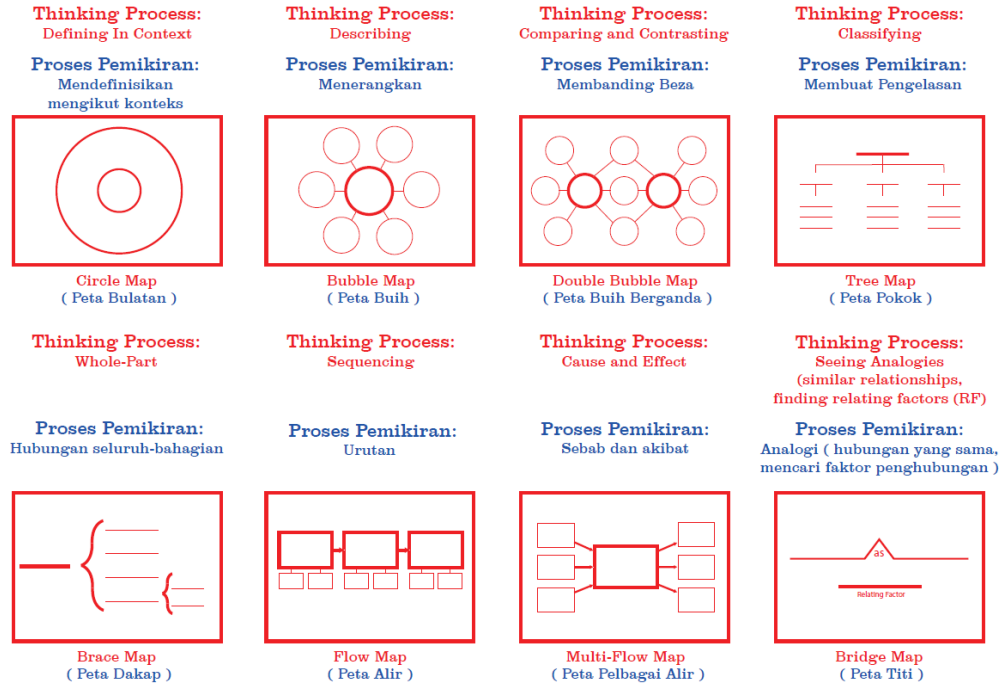 Thinking Process:
Defining In Context
Proses Pemikiran:
Mendefinisikan
mengikut konteks
Circle Map
( Peta Bulatan )
Thinking Process:
Describing
Proses Pemikiran:
Menerangkan
Bubble Map
( Peta Buih )
Thinking Process:
Comparing and Contrasting
Proses Pemikiran:
Membanding Beza
Double Bubble Map
( Peta Buih Berganda )
Thinking Process:
Classifying
Proses Pemikiran:
Membuat Pengelasan
Tree Map
( Peta Pokok )
Thinking Process:
Whole-Part
Proses Pemikiran:
Hubungan seluruh-bahagian
Brace Map
( Peta Dakap )
Thinking Process:
Sequencing
Proses Pemikiran:
Urutan
Flow Map
( Peta Alir )
Thinking Process:
Cause and Effect
Proses Pemikiran:
Sebab dan akibat
Multi-Flow Map
( Peta Pelbagai Alir )
Thinking Process:
Seeing Analogies
(similar relationships,
finding relating factors (RF)
Proses Pemikiran:
Analogi ( hubungan yang sama,
mencari faktor penghubungan )
as
Relating Factor
Bridge Map
( Peta Titi )